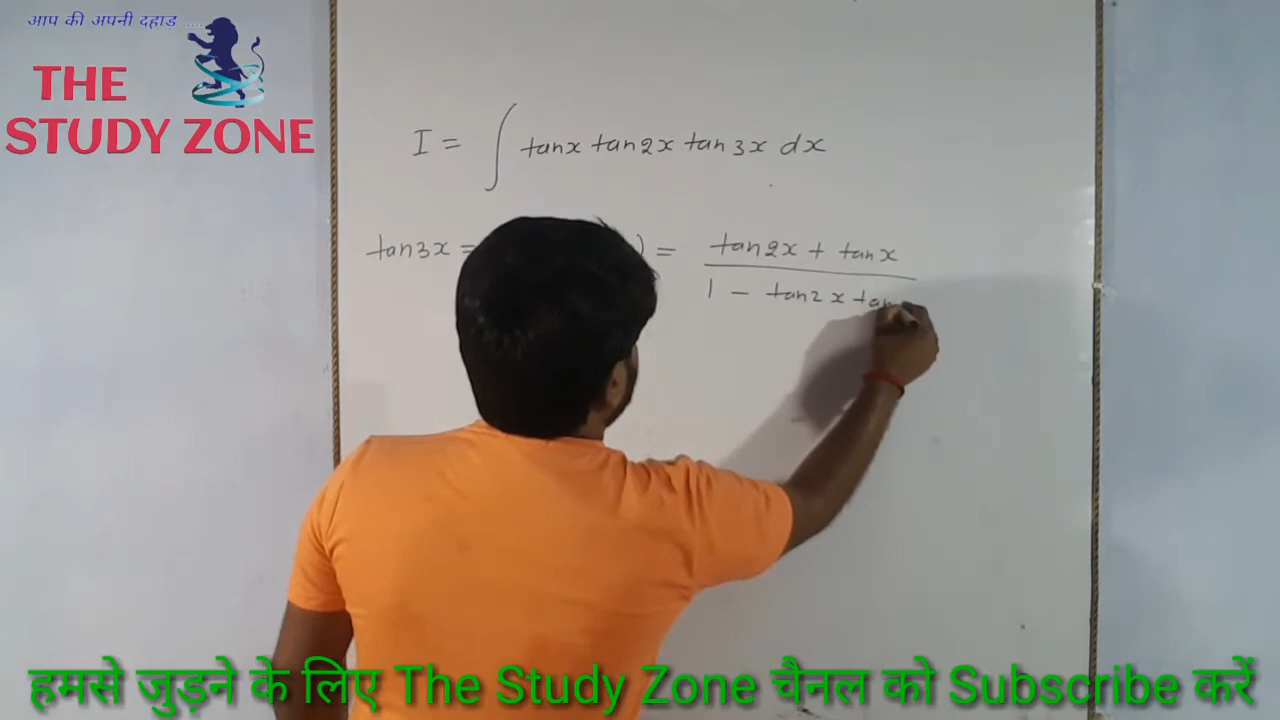 आप की अपनी दहाड़ .....
THE
STUDY ZONE
I = ∫ tanx tan2x tan3x dx
tan3x = ) = tan2x + tanx
1 - tan2x
हमसे जुड़ने के लिए The Study Zone चैनल को Subscribe करें